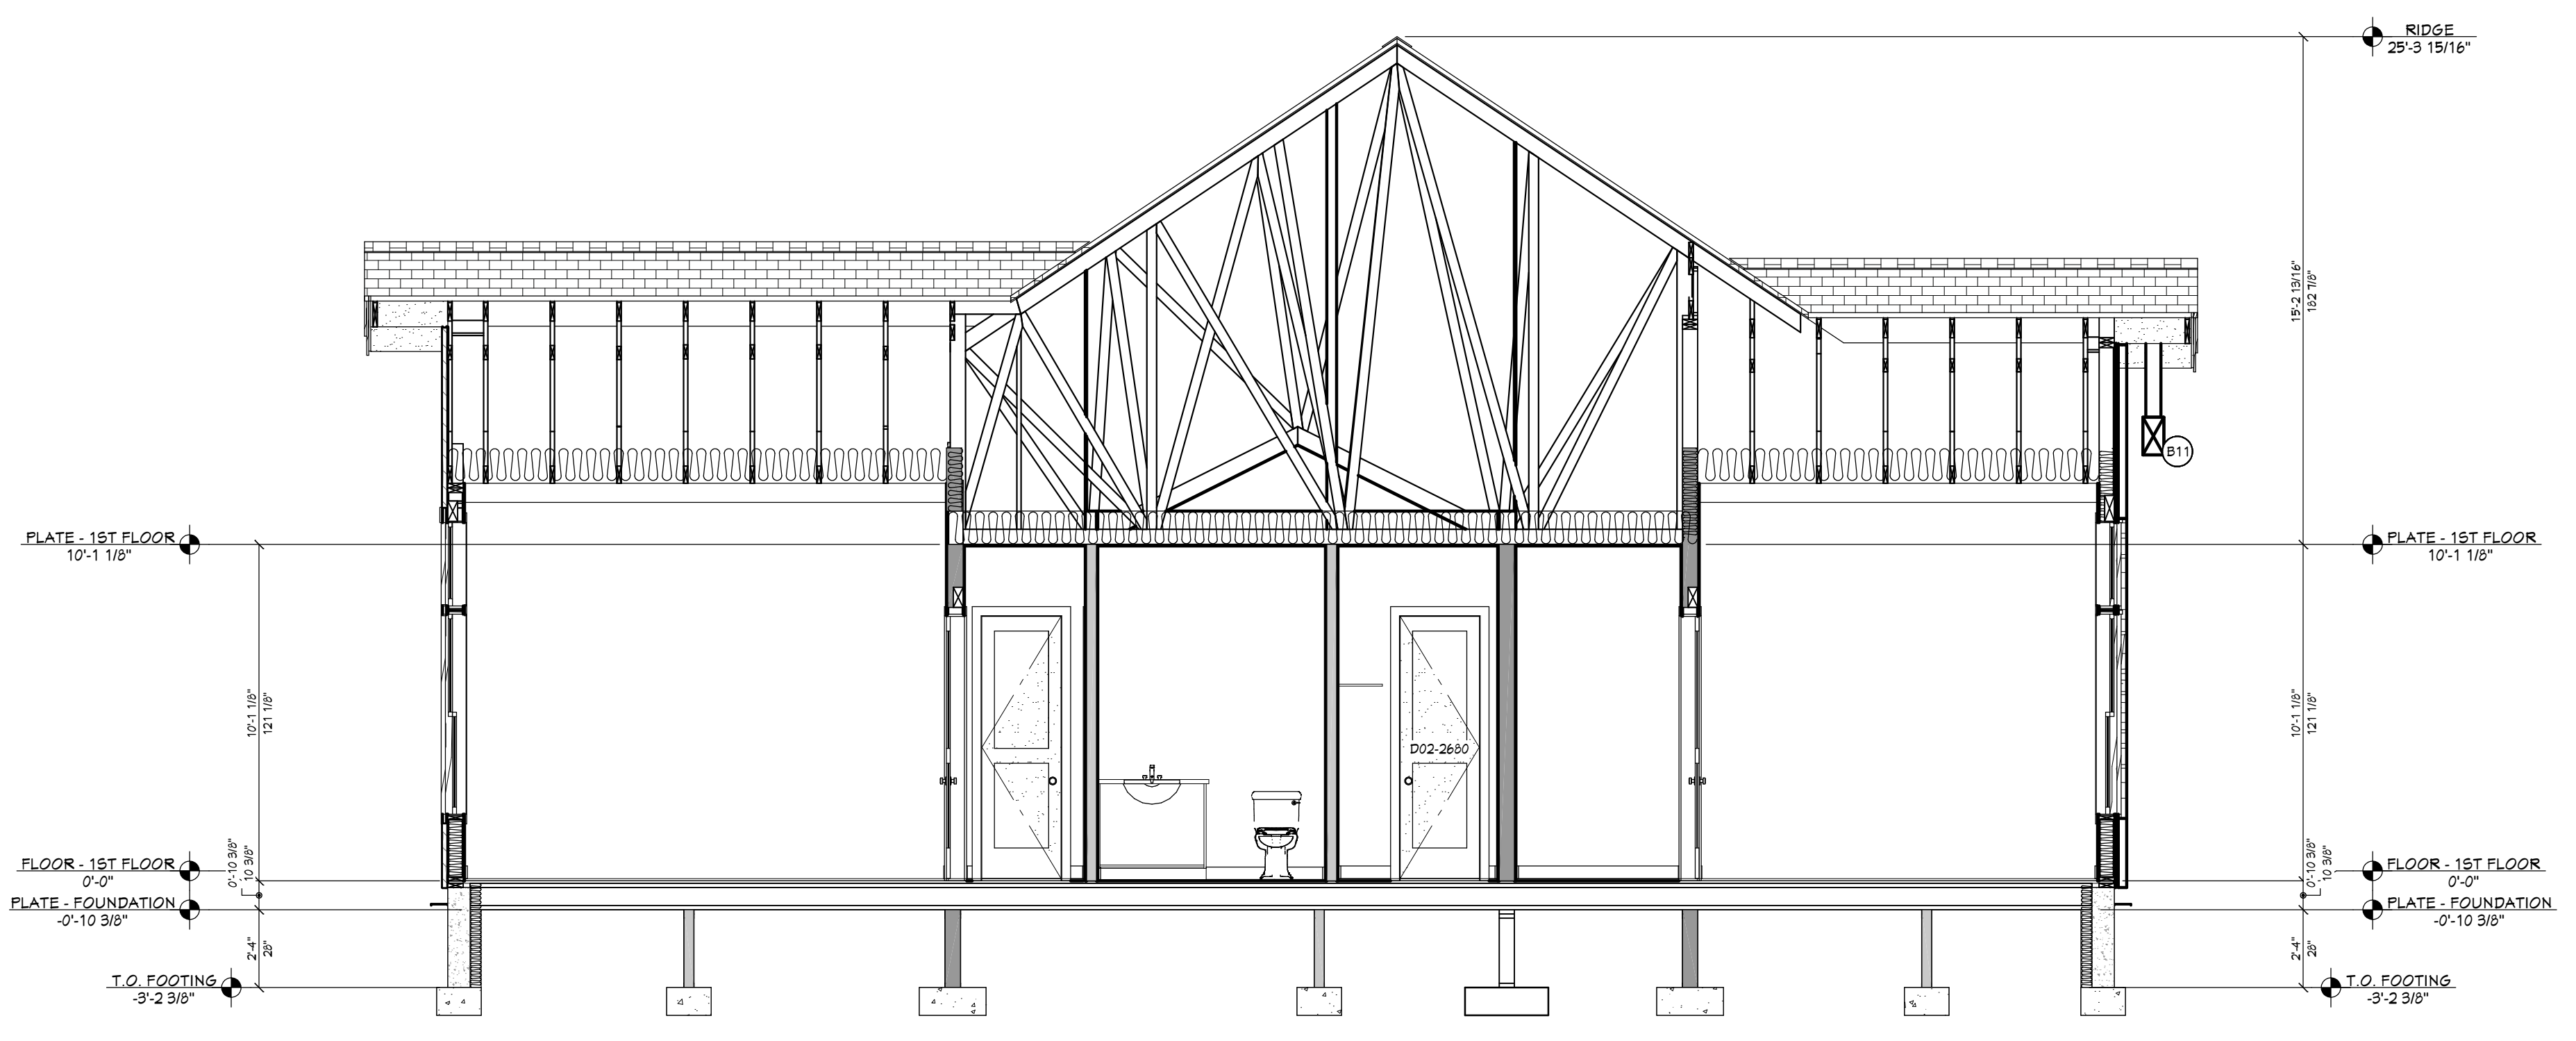 RIDGE
25'-3 15/16"
15'-2 13/16"
182 7/8"
B11
PLATE - 1ST FLOOR
10'-1 1/8"
PLATE - 1ST FLOOR
10'-1 1/8"
10'-1 1/8"
121 1/8"
D02-2680
10'-1 1/8"
121 1/8"
FLOOR - 1ST FLOOR
0'-0"
0'-10 3/8"
10 3/8"
0'-10 3/8"
10 3/8"
FLOOR - 1ST FLOOR
0'-0"
PLATE - FOUNDATION
-0'-10 3/8"
PLATE - FOUNDATION
-0'-10 3/8"
2'-4"
28"
2'-4"
28"
T.O. FOOTING
-3'-2 3/8"
T.O. FOOTING
-3'-2 3/8"